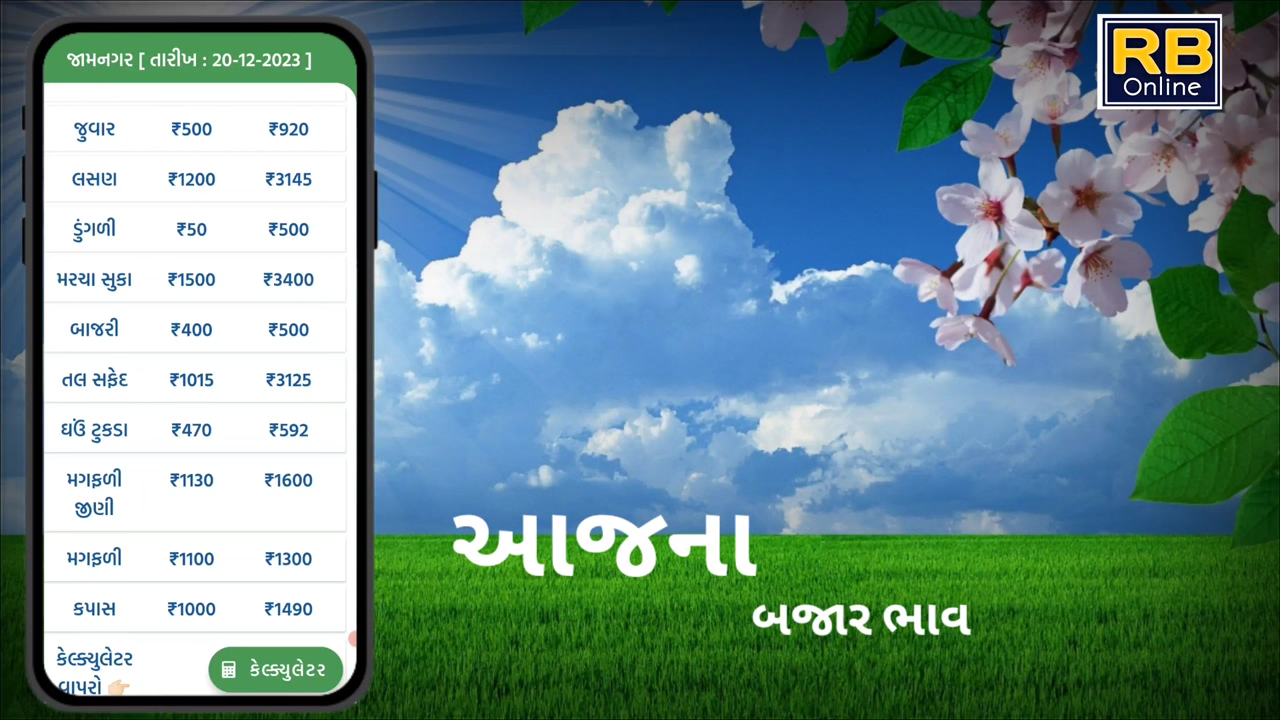 જામનગર [ તારીખ : 20-12-2023 ]
જુવાર ₹500 ₹920
લસણ ₹1200 ₹3145
ડુંગળી ₹50 ₹500
મરચા સુકા ₹1500 ₹3400
બાજરી ₹400 ₹500
તલ સફેદ ₹1015 ₹3125
ઘઉં ટુકડા ₹470 ₹592
મગફળી ₹1130 ₹1600
જીણી
મગફળી ₹1100 ₹1300
કપાસ ₹1000 ₹1490
કેલ્ક્યુલેટર
વાપરો 👉🏻
કેલ્ક્યુલેટર
આજના
બજાર ભાવ
RB
Online